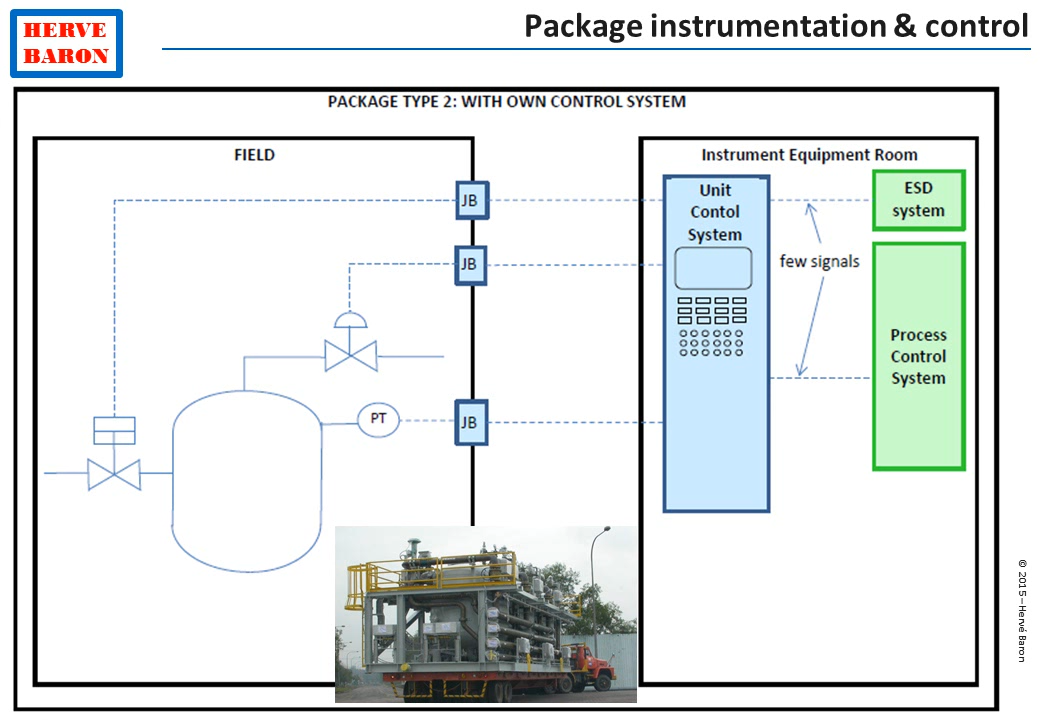 HERVE
BARON
Package instrumentation & control
PACKAGE TYPE 2: WITH OWN CONTROL SYSTEM
FIELD
Instrument Equipment Room
JB
JB
JB
PT
Unit
Contol
System
ESD
system
few signals
Process
Control
System
© 2015 – Hervé Baron